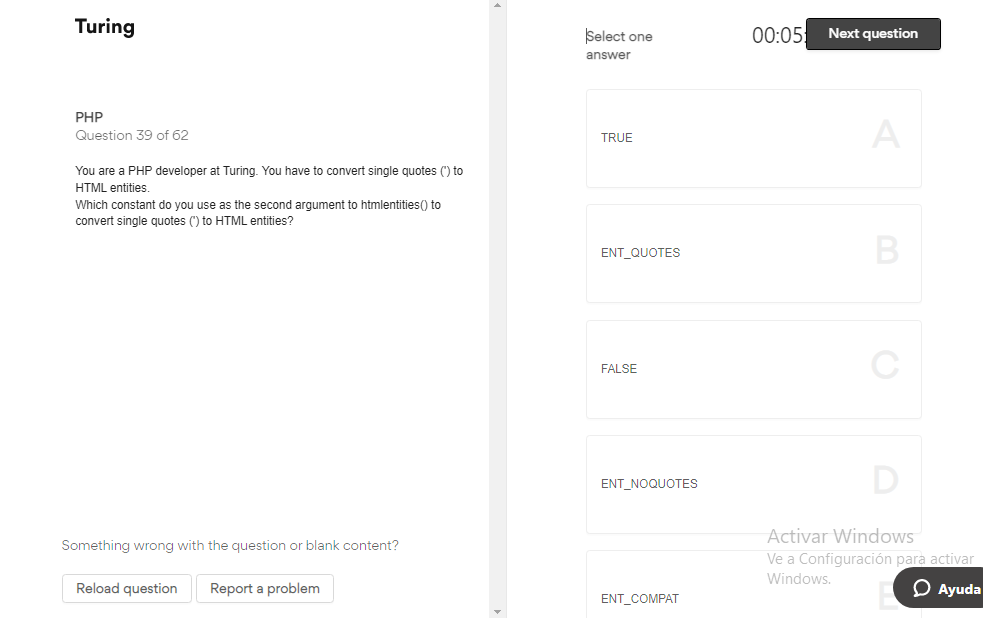 Turing
PHP
Question 39 of 62
You are a PHP developer at Turing. You have to convert single quotes (') to
HTML entities.
Which constant do you use as the second argument to htmlentities() to
convert single quotes (') to HTML entities?
Something wrong with the question or blank content?
Reload question
Report a problem
Select one
answer
00:05:
Next question
TRUE
A
ENT_QUOTES
B
FALSE
C
ENT_NOQUOTES
D
ENT_COMPAT
E
Activar Windows
Ve a Configuración para activar
Windows.
Ayuda